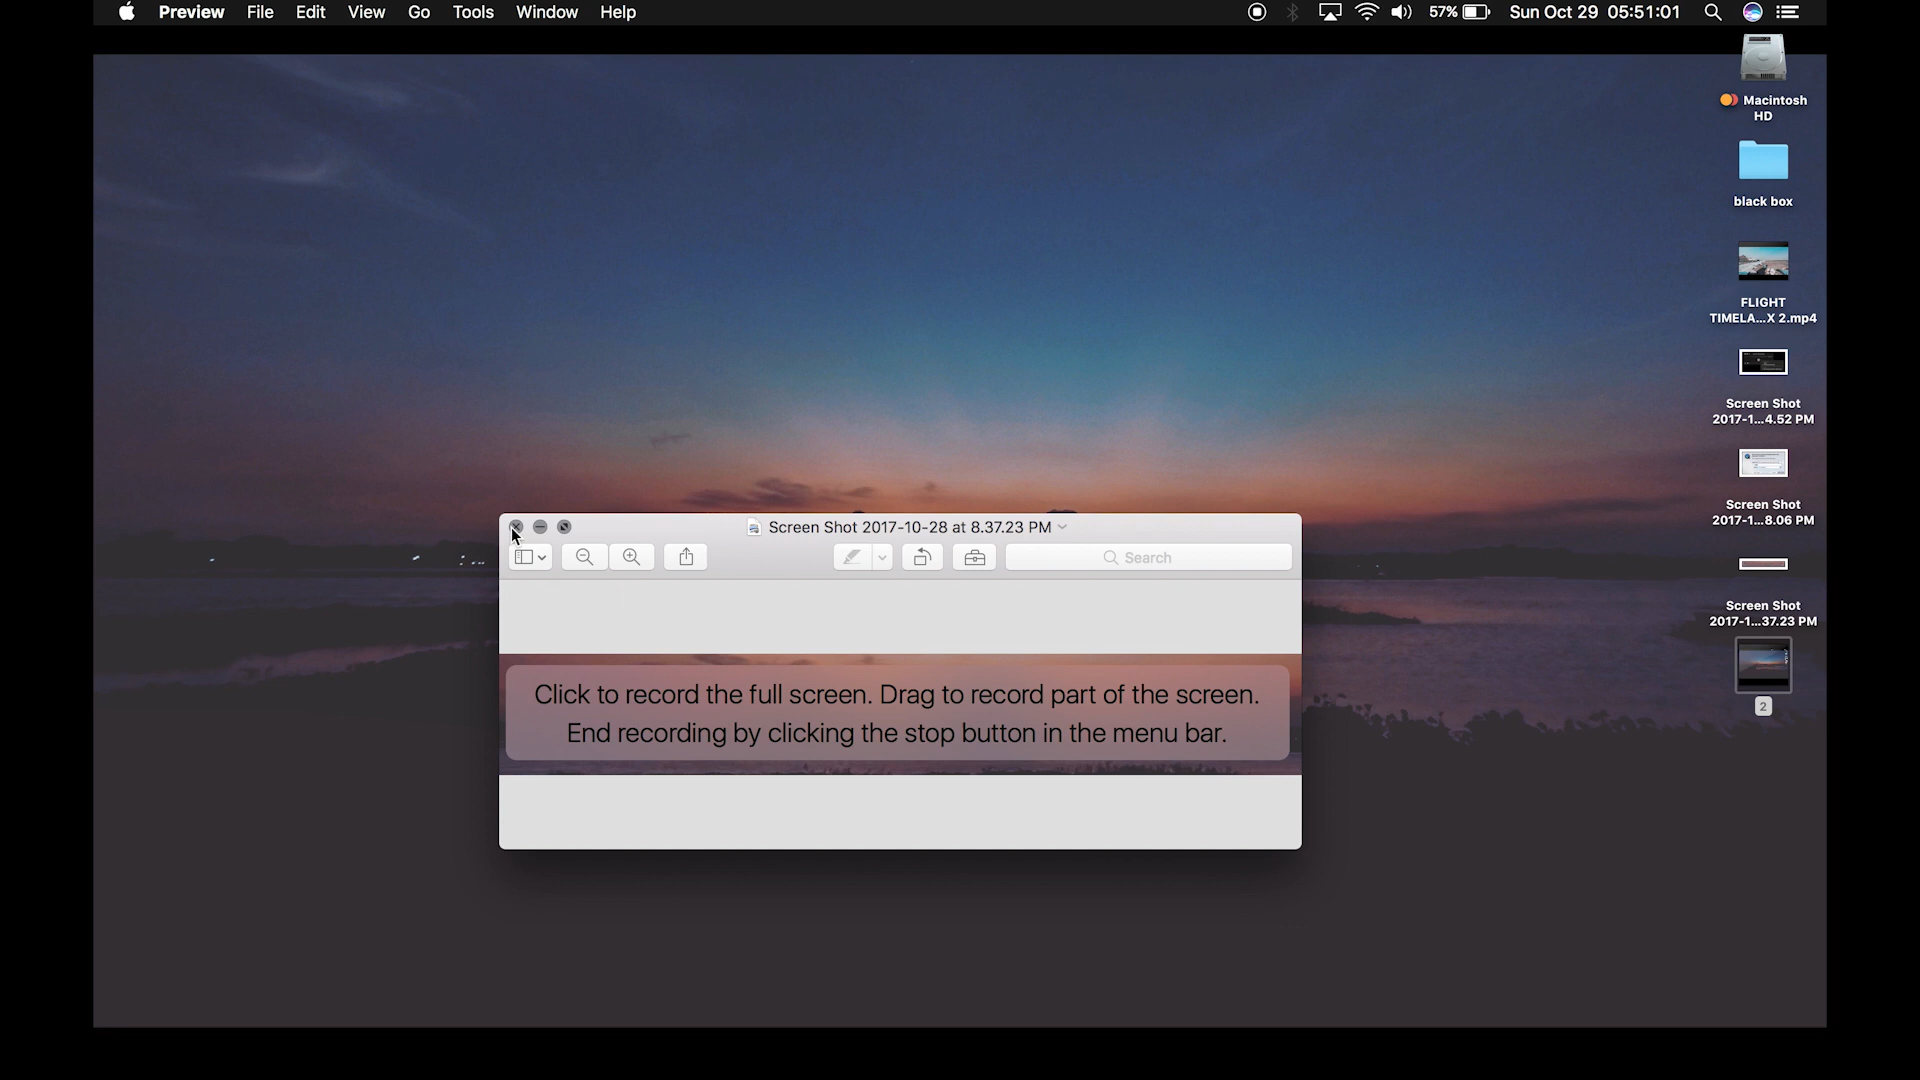 Preview File Edit View Go Tools Window Help
57% Sun Oct 29 05:51:01
Macintosh
HD
black box
FLIGHT
TIMELA...X 2.mp4
Screen Shot
2017-1...4.52 PM
Screen Shot
2017-1...8.06 PM
Screen Shot
2017-1...37.23 PM
2
Screen Shot 2017-10-28 at 8.37.23 PM
Search
Click to record the full screen. Drag to record part of the screen.
End recording by clicking the stop button in the menu bar.